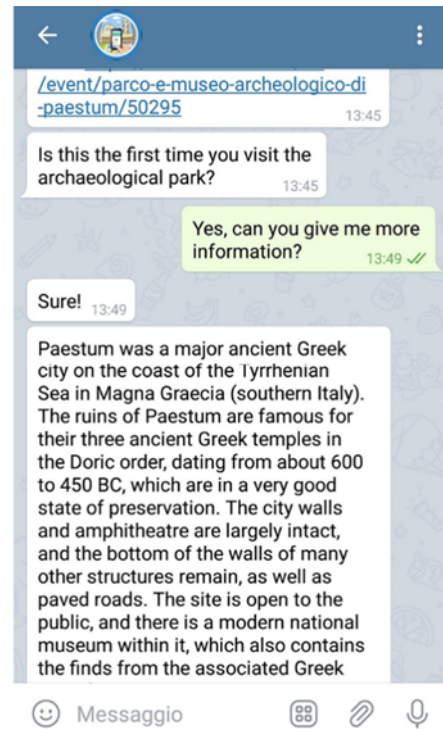 /event/parco-e-museo-archeologico-di
-paestum/50295
13:45
Is this the first time you visit the
archaeological park?
13:45
Yes, can you give me more
information?
13:49
Sure! 13:49
Paestum was a major ancient Greek
city on the coast of the Tyrrhenian
Sea in Magna Graecia (southern Italy).
The ruins of Paestum are famous for
their three ancient Greek temples in
the Doric order, dating from about 600
to 450 BC, which are in a very good
state of preservation. The city walls
and amphitheatre are largely intact,
and the bottom of the walls of many
other structures remain, as well as
paved roads. The site is open to the
public, and there is a modern national
museum within it, which also contains
the finds from the associated Greek
Messaggio